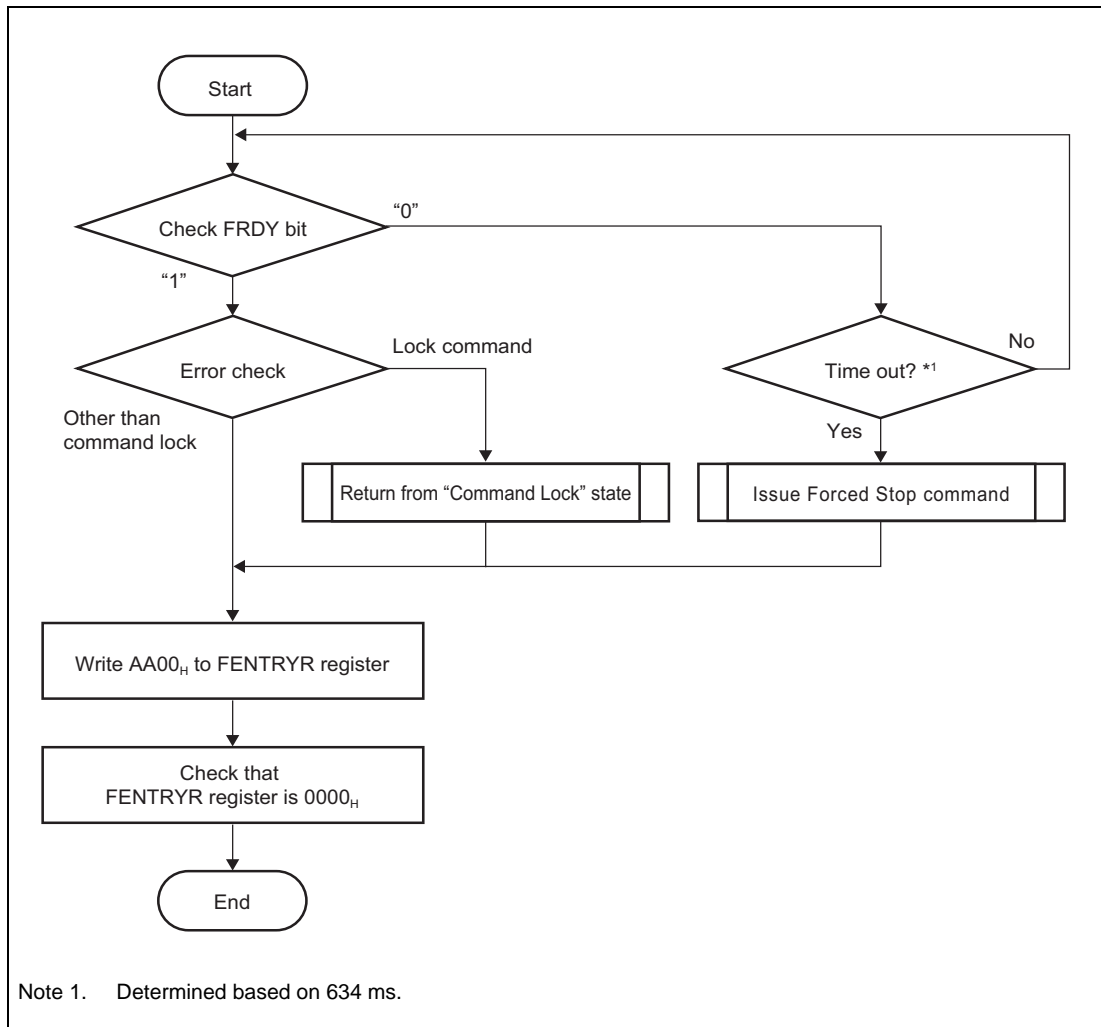 Start
Check FRDY bit
“0”
“1”
Error check
Lock command
Time out? *1
No
Other than
command lock
Yes
Return from “Command Lock” state
Issue Forced Stop command
Write AA00H to FENTRYR register
Check that
FENTRYR register is 0000H
End
Note 1. Determined based on 634 ms.